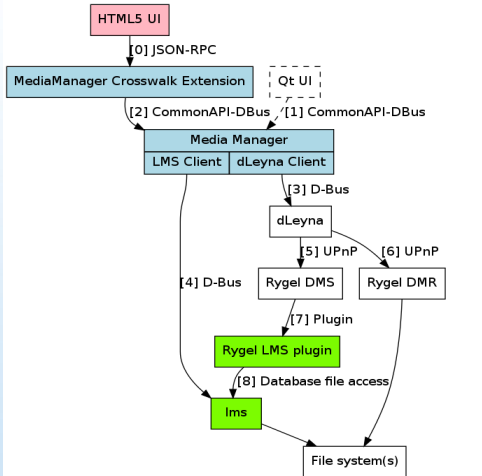 HTML5 UI
[0] JSON-RPC
MediaManager Crosswalk Extension
Qt UI
[2] CommonAPI-DBus
[1] CommonAPI-DBus
Media Manager
LMS Client
dLeyna Client
[3] D-Bus
dLeyna
[5] UPnP
[6] UPnP
[4] D-Bus
Rygel DMS
Rygel DMR
[7] Plugin
Rygel LMS plugin
[8] Database file access
lms
File system(s)